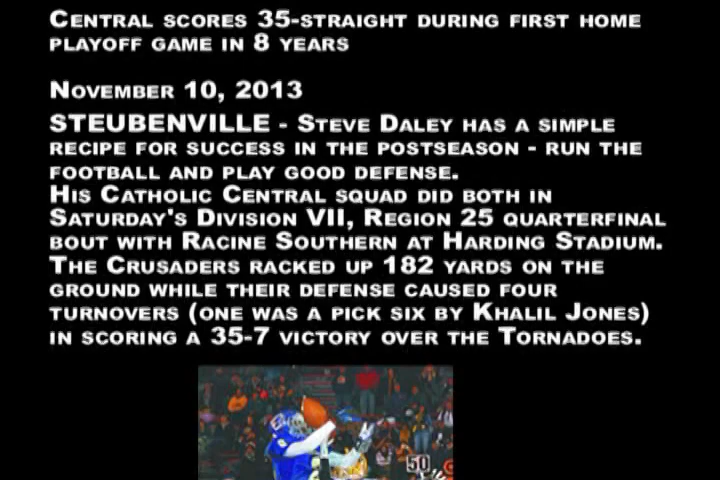 Central scores 35-straight during first home
playoff game in 8 years
November 10, 2013
STEUBENVILLE - Steve Daley has a simple
recipe for success in the postseason - run the
football and play good defense.
His Catholic Central squad did both in
Saturday's Division VII, Region 25 quarterfinal
bout with Racine Southern at Harding Stadium.
The Crusaders racked up 182 yards on the
ground while their defense caused four
turnovers (one was a pick six by Khalil Jones)
in scoring a 35-7 victory over the Tornadoes.
50